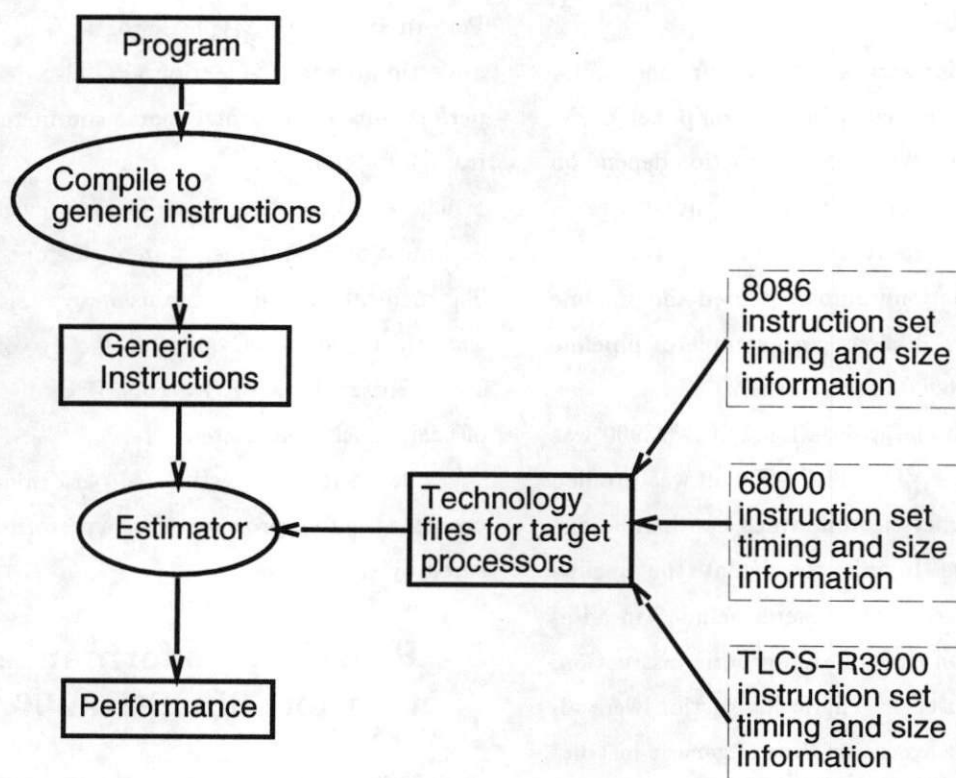 Program
Compile to
generic instructions
Generic
Instructions
Estimator
Performance
Technology
files for target
processors
8086
instruction set
timing and size
information
68000
instruction set
timing and size
information
TLCS–R3900
instruction set
timing and size
information